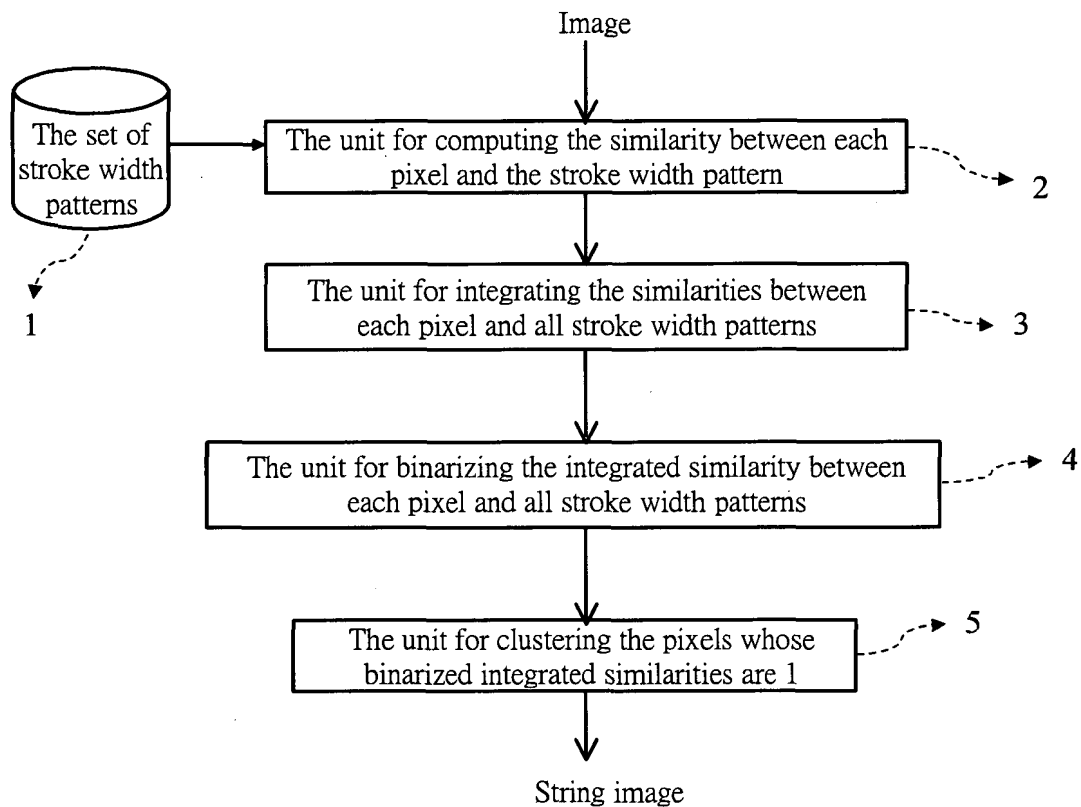 Image
The set of
stroke width
patterns
1
The unit for computing the similarity between each
pixel and the stroke width pattern
2
The unit for integrating the similarities between
each pixel and all stroke width patterns
3
The unit for binarizing the integrated similarity between
each pixel and all stroke width patterns
4
The unit for clustering the pixels whose
binarized integrated similarities are 1
5
String image